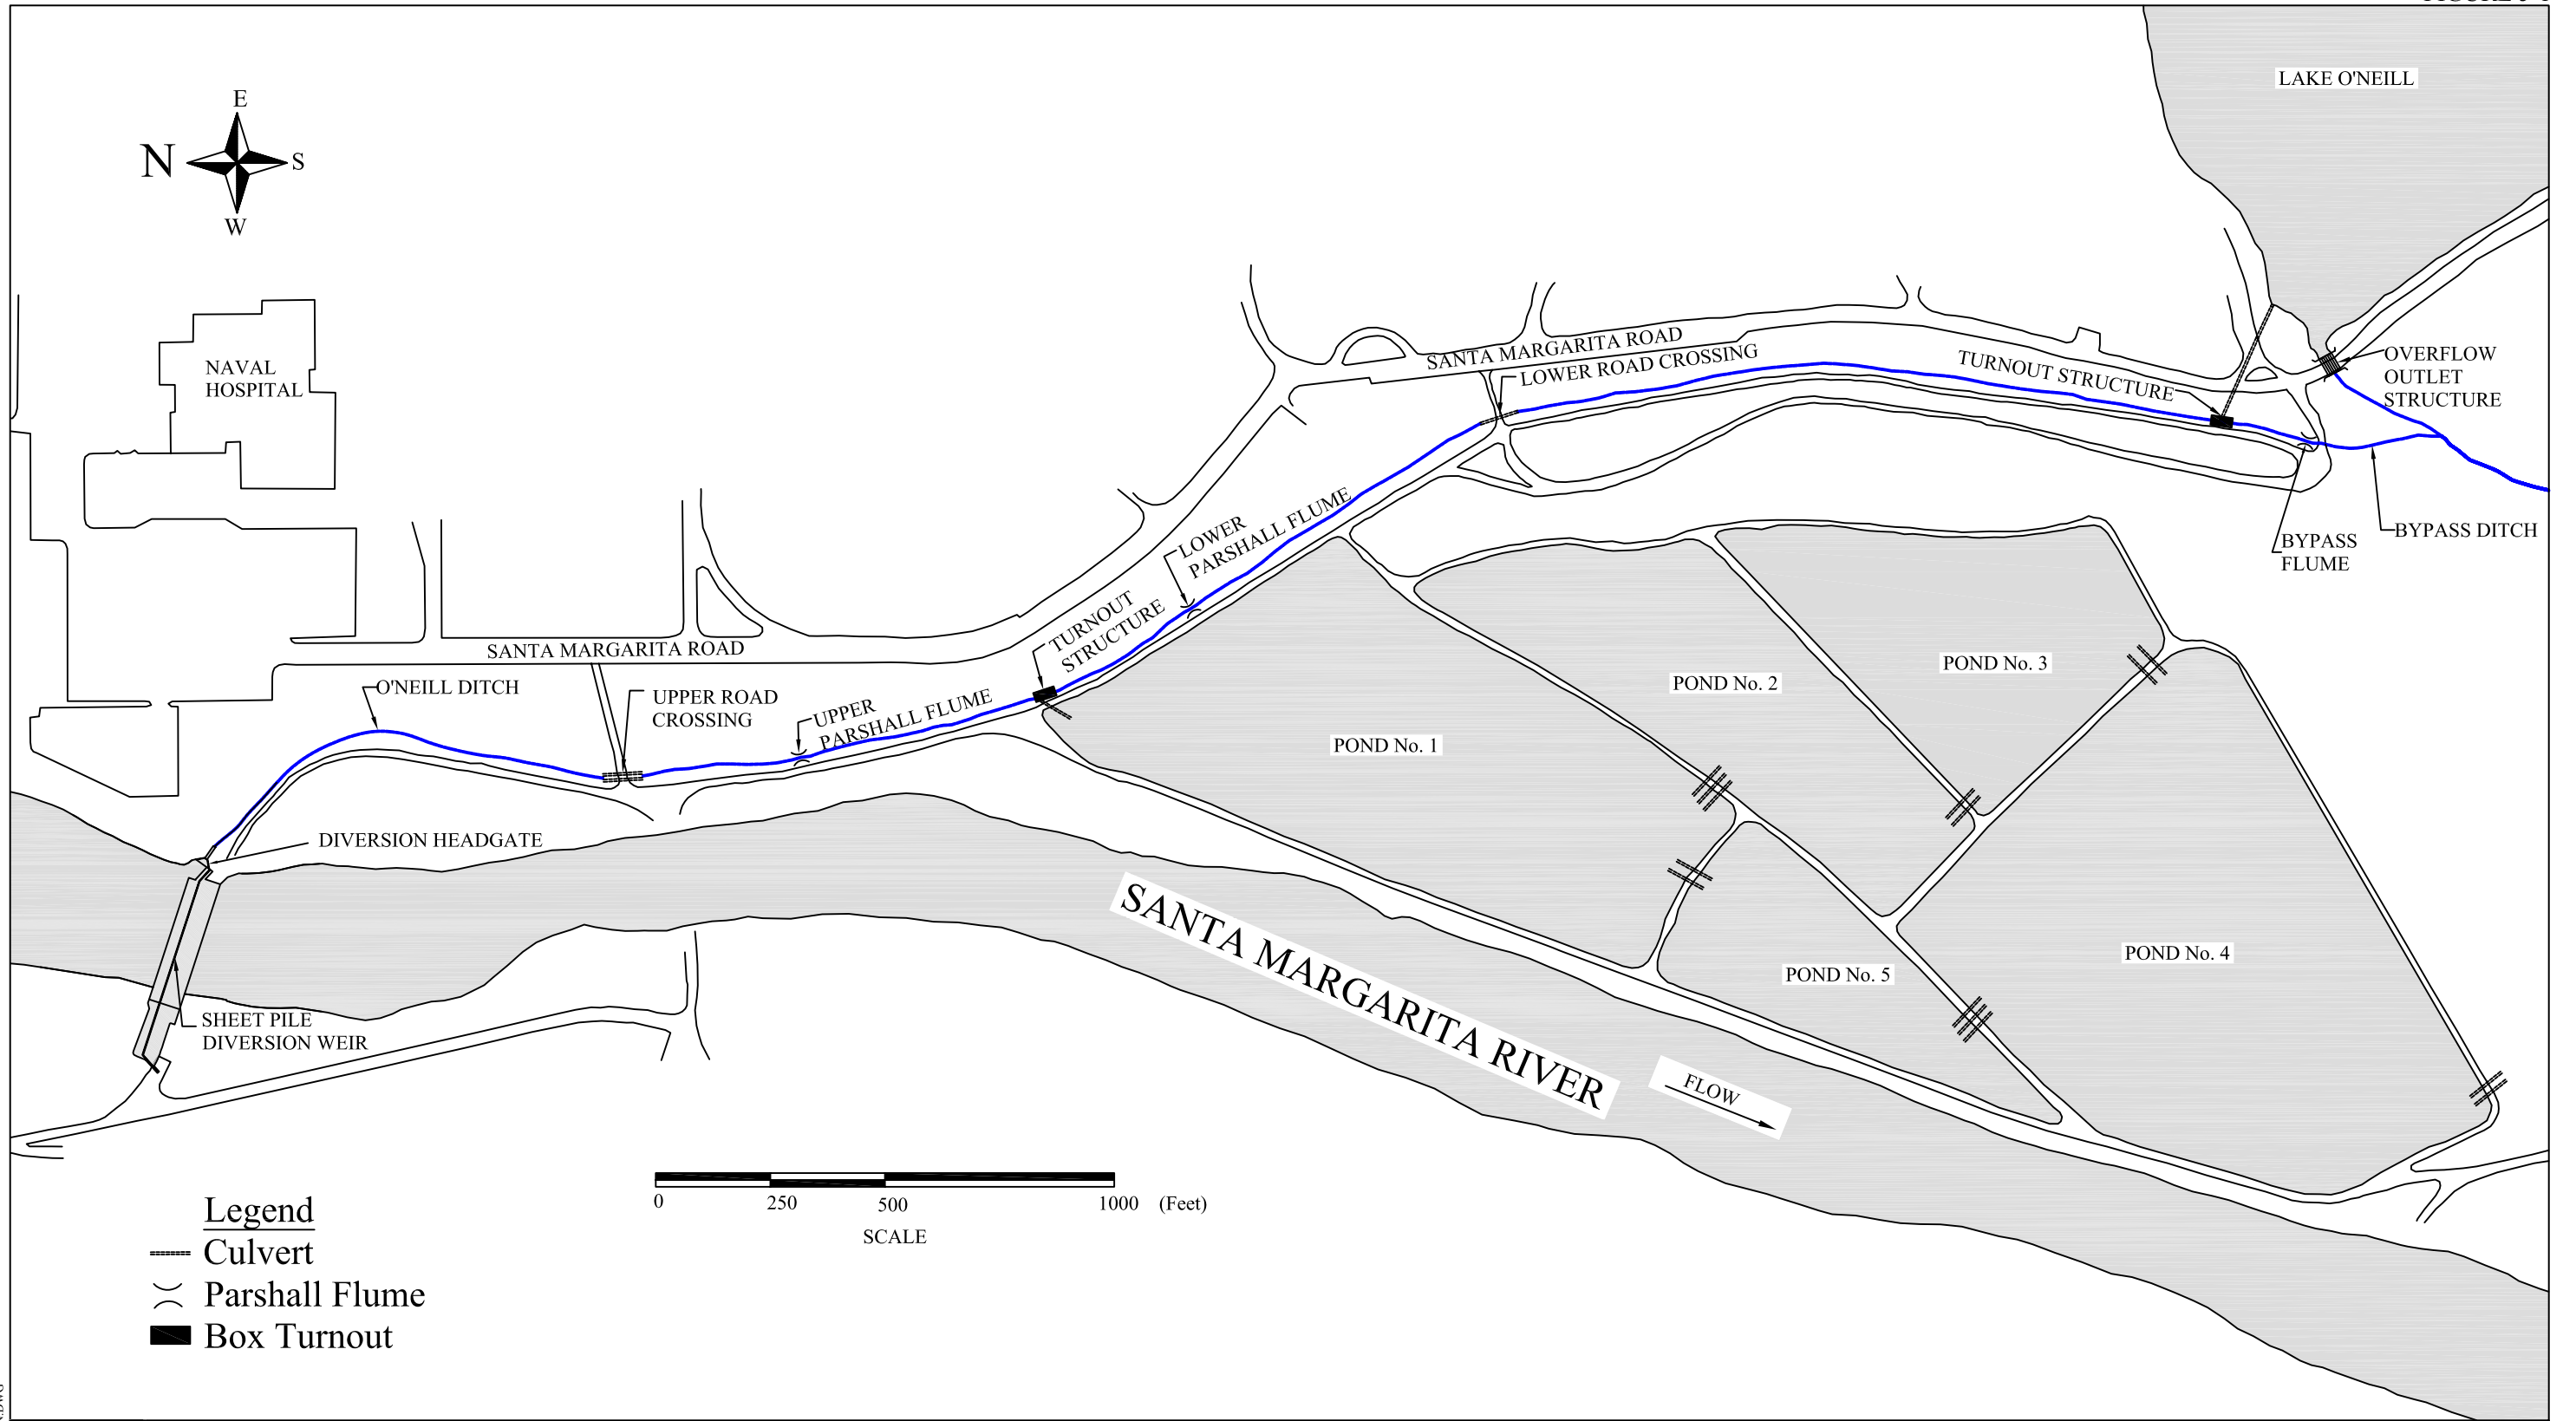 LAKE O'NEILL
E
N
S
W
NAVAL
HOSPITAL
SANTA MARGARITA ROAD
LOWER ROAD CROSSING
TURNOUT STRUCTURE
OVERFLOW
OUTLET
STRUCTURE
BYPASS DITCH
BYPASS
FLUME
LOWER
PARSHALL FLUME
TURNOUT
STRUCTURE
SANTA MARGARITA ROAD
O'NEILL DITCH
UPPER ROAD
CROSSING
UPPER
PARSHALL FLUME
POND No. 3
POND No. 2
POND No. 1
DIVERSION HEADGATE
POND No. 4
POND No. 5
SANTA MARGARITA RIVER
FLOW
SHEET PILE
DIVERSION WEIR
0 250 500 1000 (Feet)
SCALE
Legend
Culvert
Parshall Flume
Box Turnout